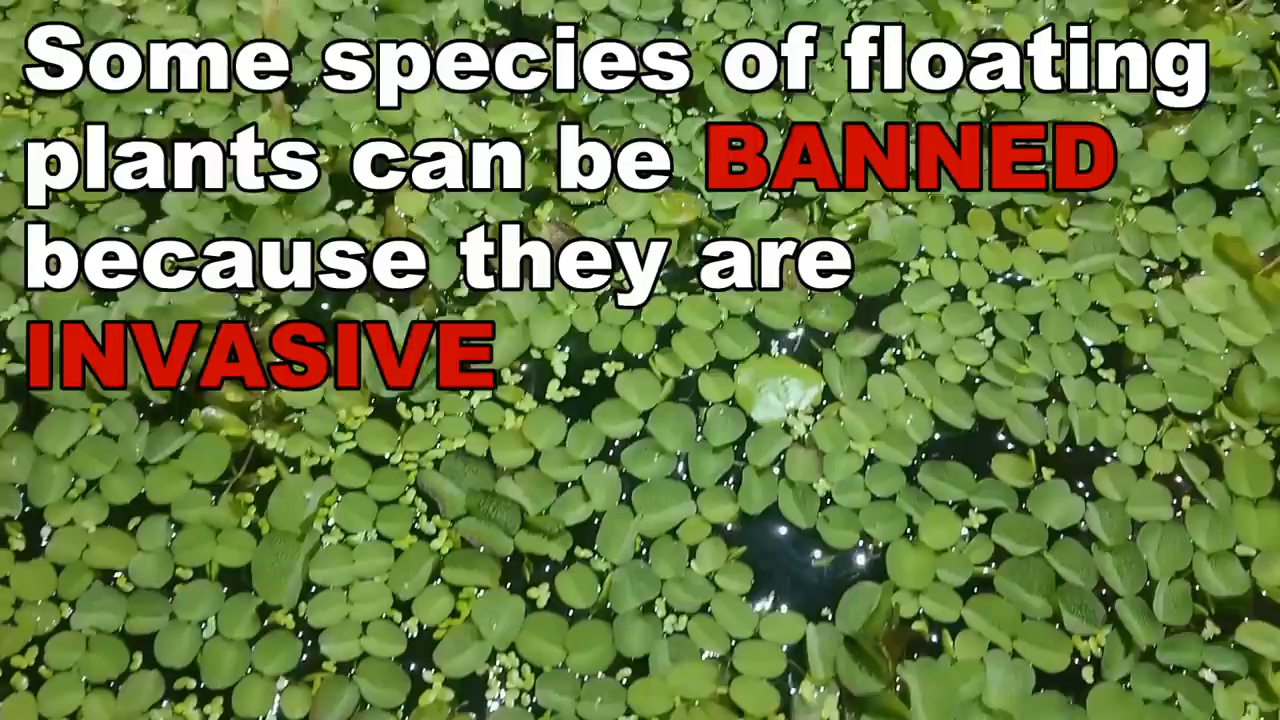 Some species of floating
plants can be BANNED
because they are
INVASIVE